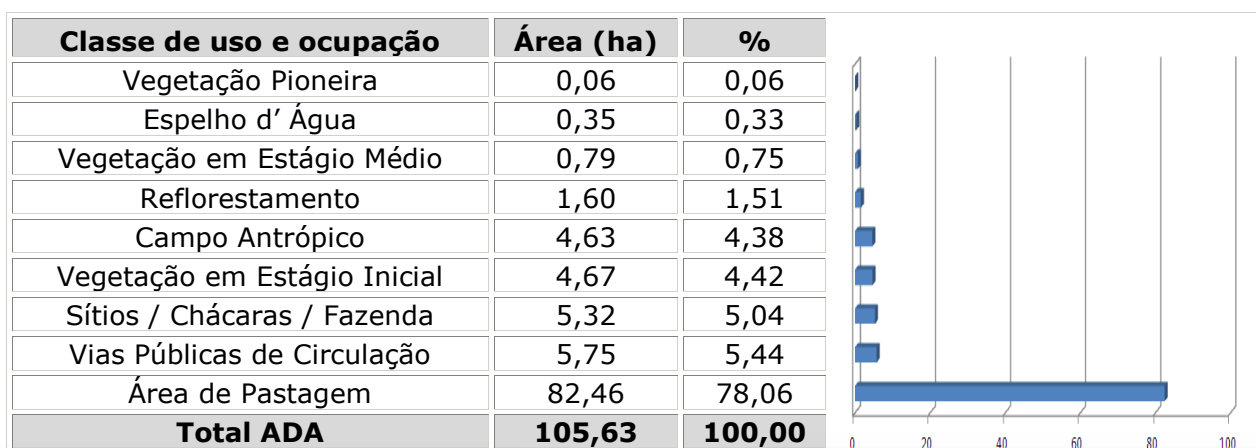 Classe de uso e ocupação Área (ha) %
Vegetação Pioneira 0,06 0,06
Espelho d’ Água 0,35 0,33
Vegetação em Estágio Médio 0,79 0,75
Reflorestamento 1,60 1,51
Campo Antrópico 4,63 4,38
Vegetação em Estágio Inicial 4,67 4,42
Sítios / Chácaras / Fazenda 5,32 5,04
Vias Públicas de Circulação 5,75 5,44
Área de Pastagem 82,46 78,06
Total ADA 105,63 100,00
0 20 40 60 80 100